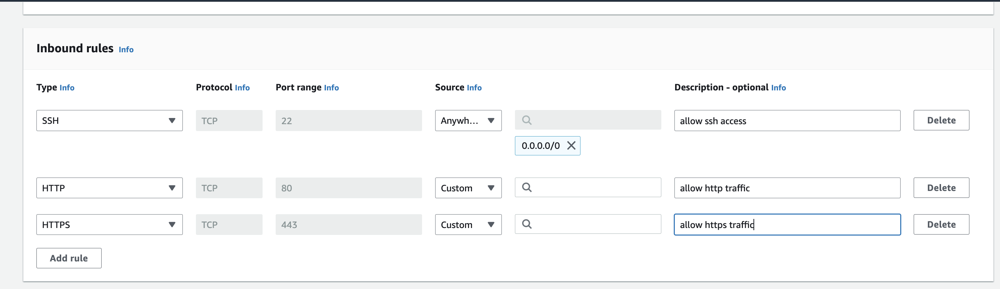 Inbound rules Info
Type Info Protocol Info Port range Info Source Info Description - optional Info
SSH TCP 22 Anywh... allow ssh access Delete
0.0.0.0/0
HTTP TCP 80 Custom allow http traffic Delete
HTTPS TCP 443 Custom allow https traffic Delete
Add rule